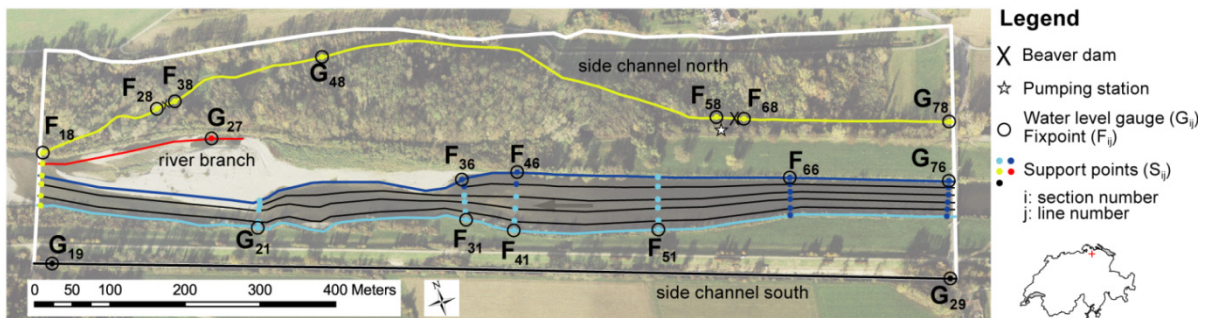 Legend
Beaver dam
Pumping station
Water level gauge (Gij)
Fixpoint (Fij)
Support points (Sij)
i: section number
j: line number
G48
side channel north
F38
F28
F58
F68
G78
F18
G27
river branch
F36
F46
F66
G76
G21
F31
F41
F51
G19
G29
side channel south
0 50 100 200 300 400 Meters
N